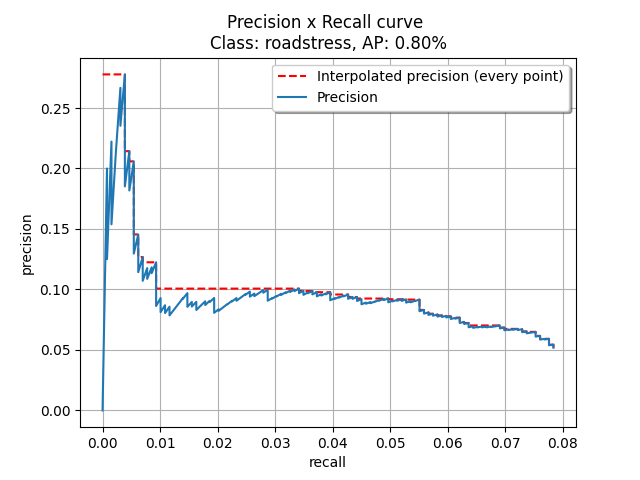 Precision x Recall curve
Class: roadstress, AP: 0.80%
Interpolated precision (every point)
Precision
0.25
0.20
0.15
0.10
0.05
0.00
precision
0.00 0.01 0.02 0.03 0.04 0.05 0.06 0.07 0.08
recall